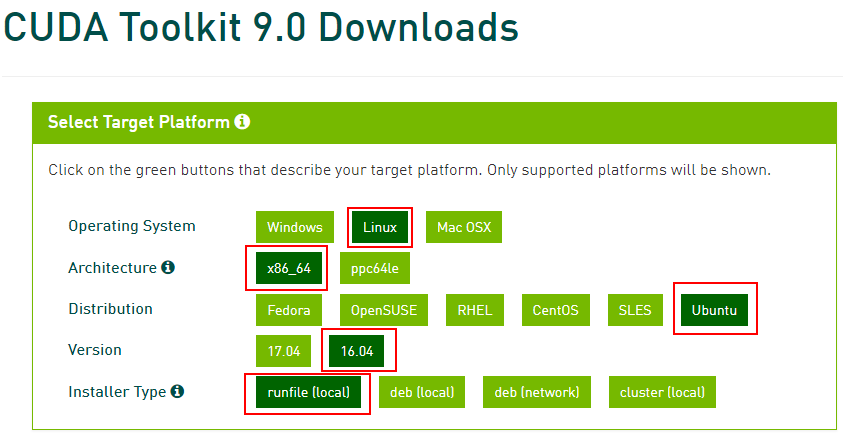 CUDA Toolkit 9.0 Downloads
Select Target Platform
Click on the green buttons that describe your target platform. Only supported platforms will be shown.
Operating System Windows Linux Mac OSX
Architecture x86_64 ppc64le
Distribution Fedora OpenSUSE RHEL CentOS SLES Ubuntu
Version 17.04 16.04
Installer Type runfile (local) deb (local) deb (network) cluster (local)